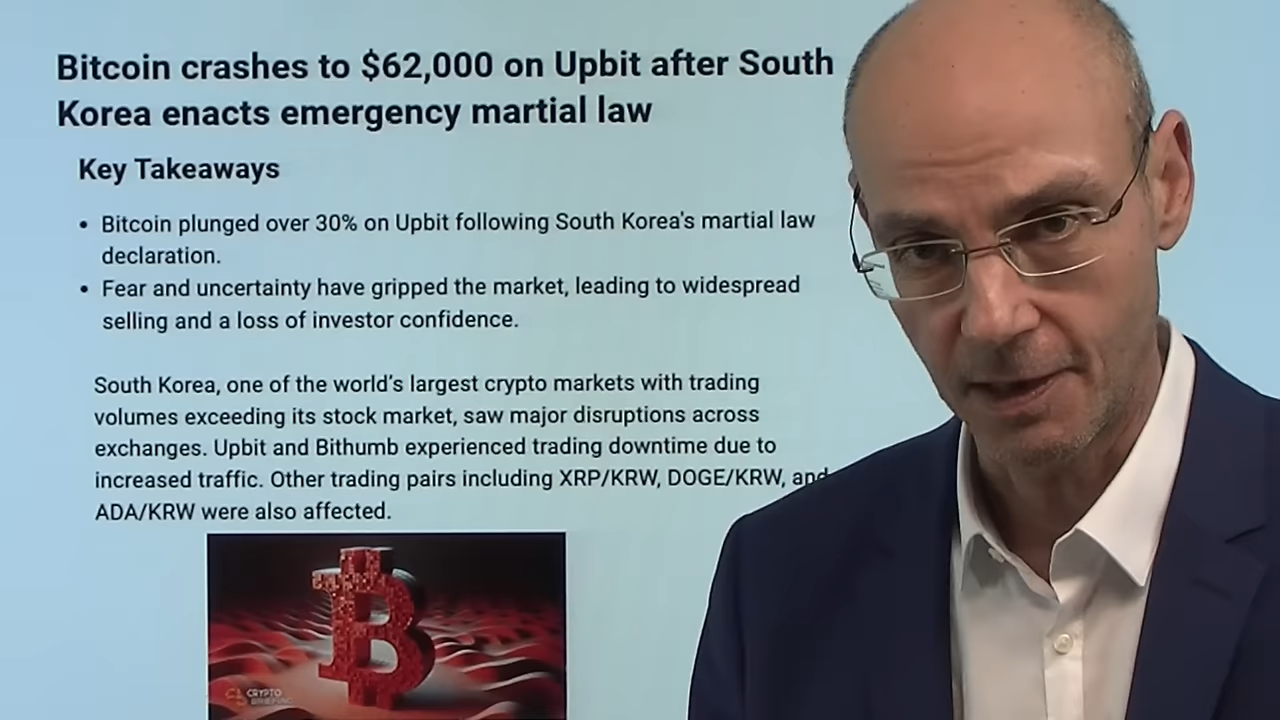 Bitcoin crashes to $62,000 on Upbit after South
Korea enacts emergency martial law
Key Takeaways
• Bitcoin plunged over 30% on Upbit following South Korea's martial law
declaration.
• Fear and uncertainty have gripped the market, leading to widespread
selling and a loss of investor confidence.
South Korea, one of the world's largest crypto markets with trading
volumes exceeding its stock market, saw major disruptions across
exchanges. Upbit and Bithumb experienced trading downtime due to
increased traffic. Other trading pairs including XRP/KRW, DOGE/KRW, and
ADA/KRW were also affected.
CRYPTO
BRIEFING